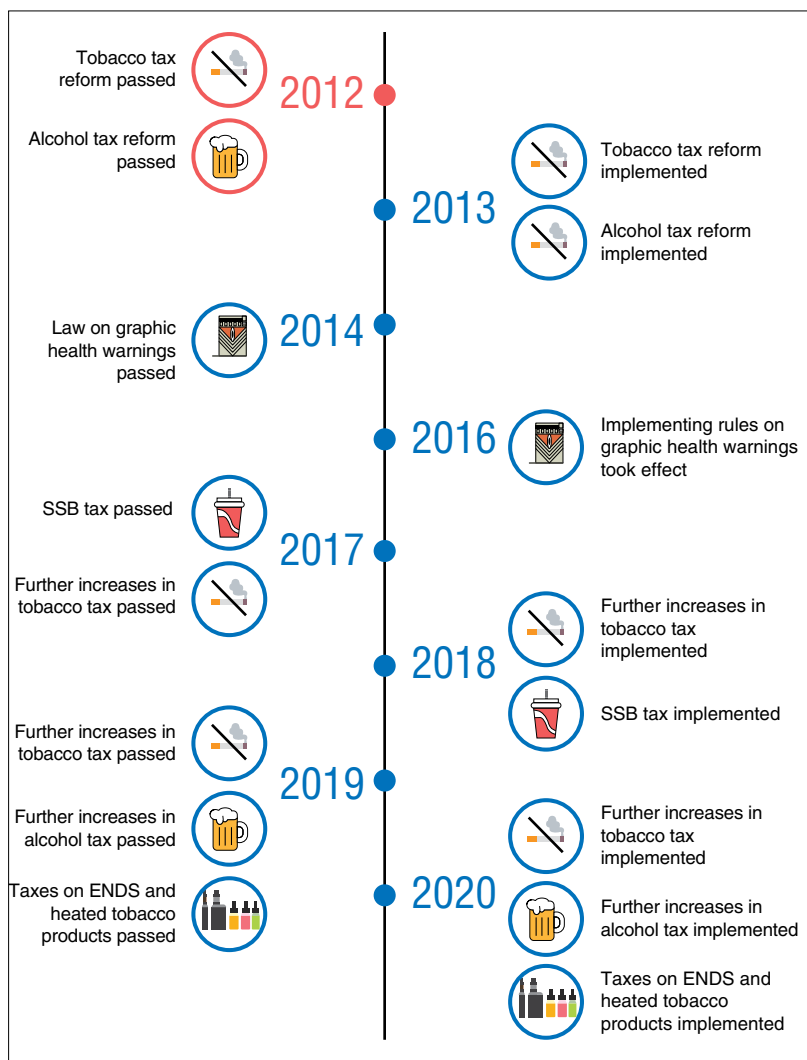 Tobacco tax
reform passed
2012
Alcohol tax reform
passed
Tobacco tax reform
implemented
2013
Alcohol tax reform
implemented
Law on graphic
health warnings
passed
2014
Implementing rules on
graphic health warnings
took effect
2016
SSB tax passed
2017
Further increases in
tobacco tax passed
Further increases in
tobacco tax
implemented
2018
SSB tax implemented
Further increases in
tobacco tax passed
2019
Further increases in
alcohol tax passed
Taxes on ENDS and
heated tobacco
products passed
Further increases in
tobacco tax
implemented
2020
Further increases in
alcohol tax implemented
Taxes on ENDS and
heated tobacco
products implemented